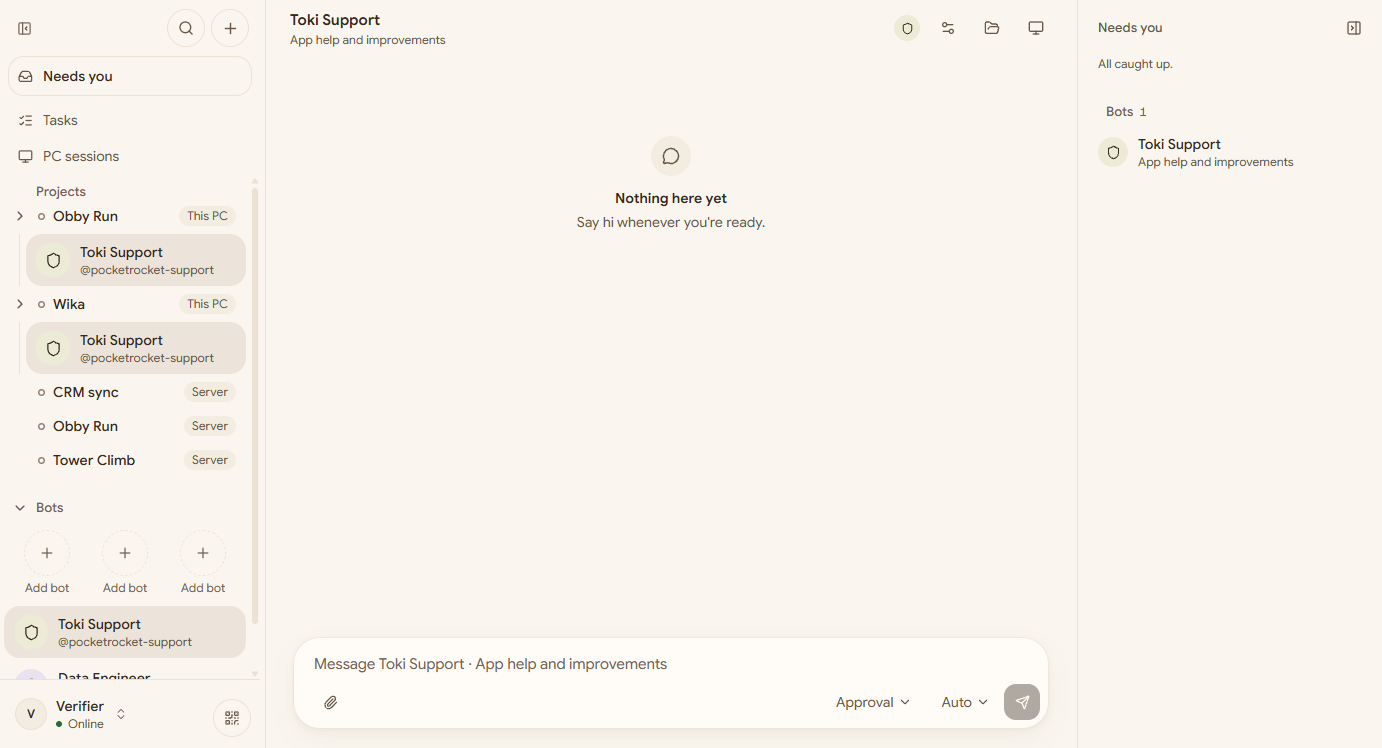 Needs you
Tasks
PC sessions
Projects
Obby Run This PC
Toki Support
@pocketrocket-support
Wika This PC
Toki Support
@pocketrocket-support
CRM sync Server
Obby Run Server
Tower Climb Server
Bots
Add bot Add bot Add bot
Toki Support
@pocketrocket-support
Data Engineer
V Verifier
Online
Toki Support
App help and improvements
Nothing here yet
Say hi whenever you're ready.
Message Toki Support · App help and improvements
Approval Auto
Needs you
All caught up.
Bots 1
Toki Support
App help and improvements